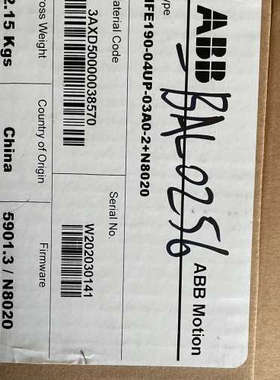 ABB
ABB Motion
BAL0256
ype
FE190-04UP-03A0-2+N8020
aterial Code
Serial No.
3AXD50000038570
W202030141
ross Weight
Country of Origin
Firmware
2.15 Kgs
China
5901.3 / N8020